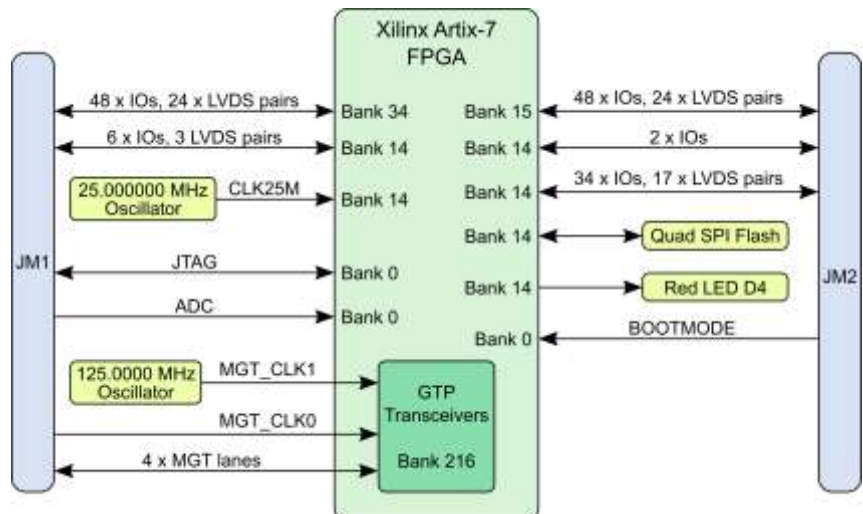 Xilinx Artix-7
FPGA
JM1
48 x IOs, 24 x LVDS pairs
Bank 34
6 x IOs, 3 LVDS pairs
Bank 14
25.000000 MHz
Oscillator
CLK25M
Bank 14
JTAG
Bank 0
ADC
Bank 0
125.0000 MHz
Oscillator
MGT_CLK1
MGT_CLK0
4 x MGT lanes
GTP
Transceivers
Bank 216
Bank 15
48 x IOs, 24 x LVDS pairs
Bank 14
2 x IOs
Bank 14
34 x IOs, 17 x LVDS pairs
Bank 14
Quad SPI Flash
Bank 14
Red LED D4
Bank 0
BOOTMODE
JM2